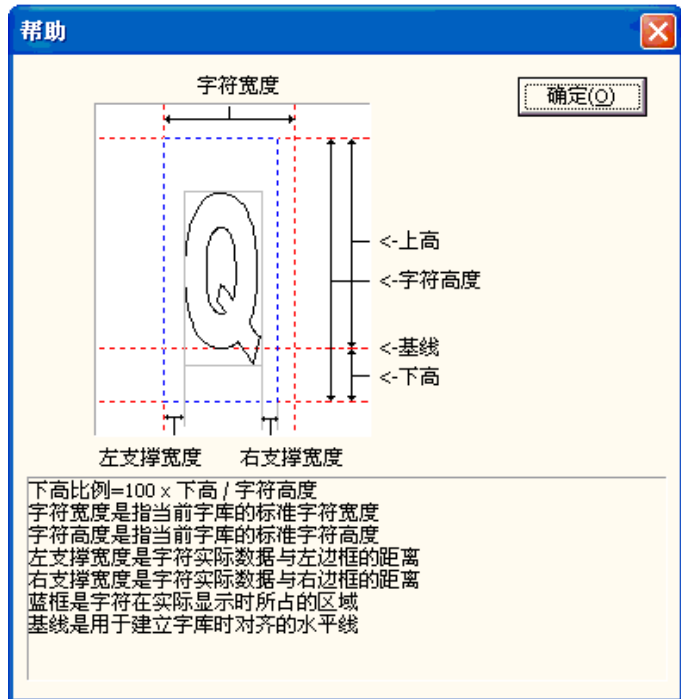 帮助
字符宽度
确定(O)
Q
<-上高
<-字符高度
<-基线
<-下高
左支撑宽度 右支撑宽度
下高比例=100 x 下高 / 字符高度
字符宽度是指当前字库的标准字符宽度
字符高度是指当前字库的标准字符高度
左支撑宽度是字符实际数据与左边框的距离
右支撑宽度是字符实际数据与右边框的距离
蓝框是字符在实际显示时所占的区域
基线是用于建立字库时对齐的水平线